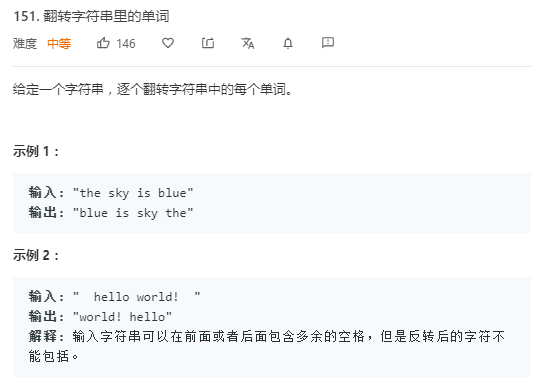 151. 翻转字符串里的单词
难度 中等 146
给定一个字符串，逐个翻转字符串中的每个单词。
示例 1：
输入: "the sky is blue"
输出: "blue is sky the"
示例 2：
输入: "  hello world!  "
输出: "world! hello"
解释: 输入字符串可以在前面或者后面包含多余的空格，但是反转后的字符不
能包括。